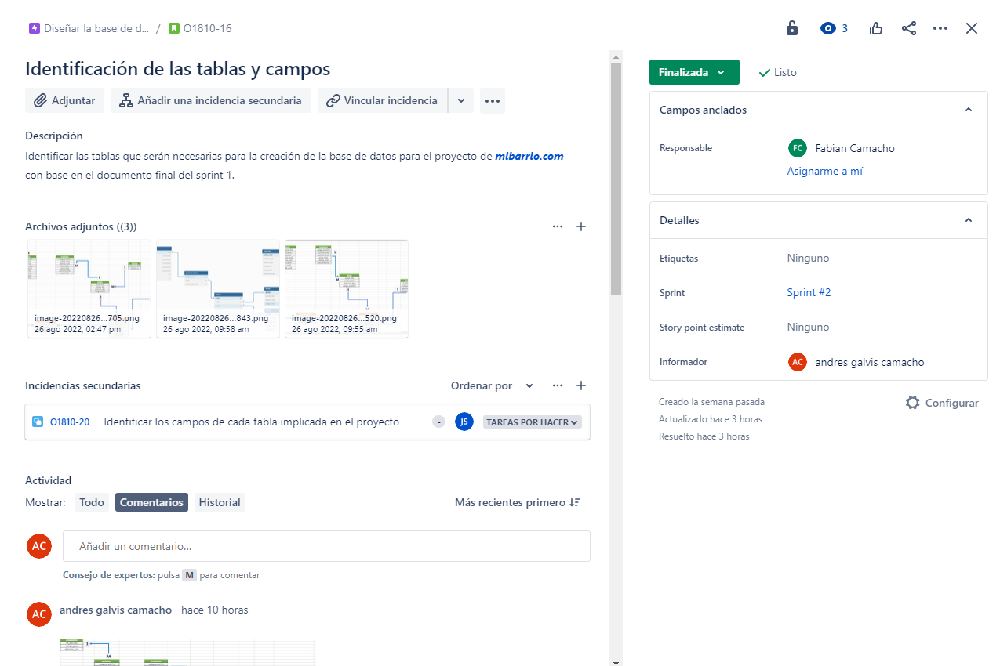 Diseñar la base de d... / O1810-16
3
Identificación de las tablas y campos
Adjuntar
Añadir una incidencia secundaria
Vincular incidencia
Descripción
Identificar las tablas que serán necesarias para la creación de la base de datos para el proyecto de mibarrio.com
con base en el documento final del sprint 1.
Archivos adjuntos ((3))
image-20220826...705.png
26 ago 2022, 02:47 pm
image-20220826...843.png
26 ago 2022, 09:58 am
image-20220826...520.png
26 ago 2022, 09:55 am
Incidencias secundarias
Ordenar por
O1810-20 Identificar los campos de cada tabla implicada en el proyecto - JS TAREAS POR HACER
Actividad
Mostrar: Todo Comentarios Historial
Más recientes primero
AC
Añadir un comentario...
Consejo de expertos: pulsa M para comentar
AC
andres galvis camacho hace 10 horas
Finalizada
Listo
Campos anclados
Responsable
FC Fabian Camacho
Asignarme a mí
Detalles
Etiquetas Ninguno
Sprint Sprint #2
Story point estimate Ninguno
Informador AC andres galvis camacho
Creado la semana pasada
Actualizado hace 3 horas
Resuelto hace 3 horas
Configurar